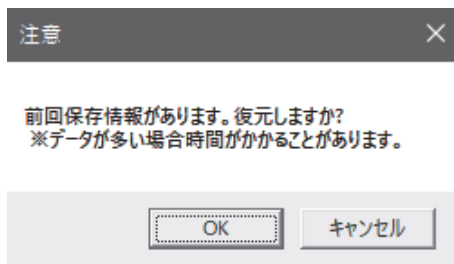 注意
前回保存情報があります。復元しますか?
※データが多い場合時間がかかることがあります。
OK
キャンセル